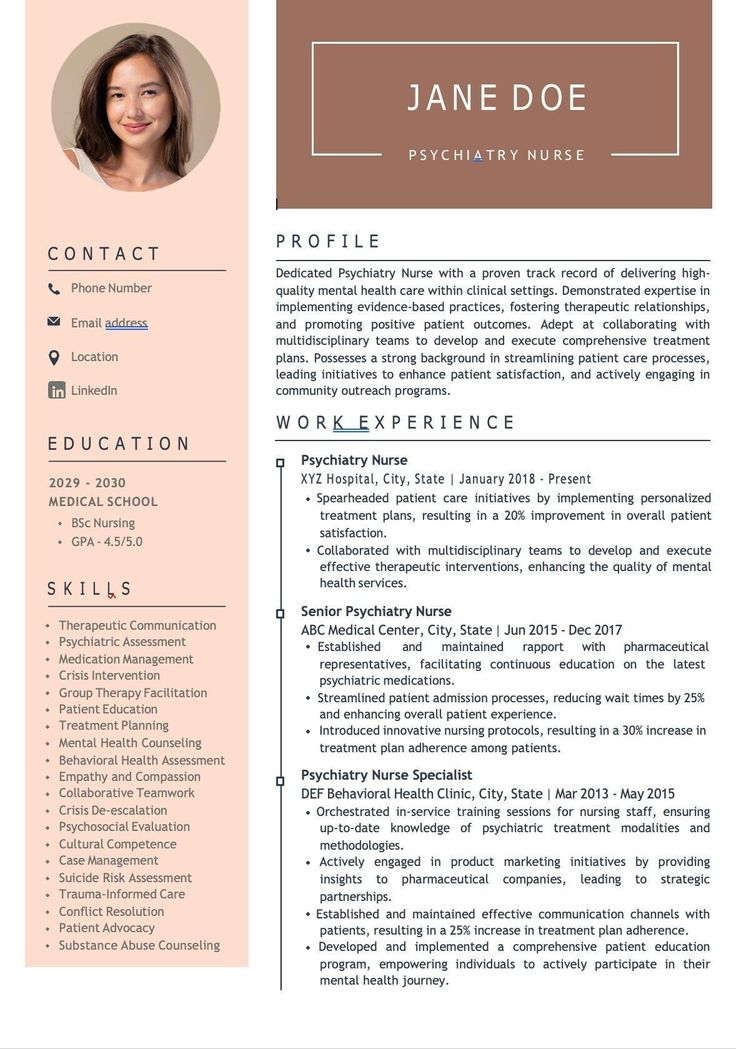 JANE DOE
PSYCHIATRY NURSE
CONTACT
Phone Number
Email address
Location
in LinkedIn
EDUCATION
2029 - 2030
MEDICAL SCHOOL
• BSc Nursing
• GPA - 4.5/5.0
SKILLS
• Therapeutic Communication
• Psychiatric Assessment
• Medication Management
• Crisis Intervention
• Group Therapy Facilitation
• Patient Education
• Treatment Planning
• Mental Health Counseling
• Behavioral Health Assessment
• Empathy and Compassion
• Collaborative Teamwork
• Crisis De-escalation
• Psychosocial Evaluation
• Cultural Competence
• Case Management
• Suicide Risk Assessment
• Trauma-Informed Care
• Conflict Resolution
• Patient Advocacy
• Substance Abuse Counseling
PROFILE
Dedicated Psychiatry Nurse with a proven track record of delivering high-
quality mental health care within clinical settings. Demonstrated expertise in
implementing evidence-based practices, fostering therapeutic relationships,
and promoting positive patient outcomes. Adept at collaborating with
multidisciplinary teams to develop and execute comprehensive treatment
plans. Possesses a strong background in streamlining patient care processes,
leading initiatives to enhance patient satisfaction, and actively engaging in
community outreach programs.
WORK EXPERIENCE
Psychiatry Nurse
XYZ Hospital, City, State | January 2018 - Present
• Spearheaded patient care initiatives by implementing personalized
treatment plans, resulting in a 20% improvement in overall patient
satisfaction.
• Collaborated with multidisciplinary teams to develop and execute
effective therapeutic interventions, enhancing the quality of mental
health services.
Senior Psychiatry Nurse
ABC Medical Center, City, State | Jun 2015 - Dec 2017
• Established and maintained rapport with pharmaceutical
representatives, facilitating continuous education on the latest
psychiatric medications.
• Streamlined patient admission processes, reducing wait times by 25%
and enhancing overall patient experience.
• Introduced innovative nursing protocols, resulting in a 30% increase in
treatment plan adherence among patients.
Psychiatry Nurse Specialist
DEF Behavioral Health Clinic, City, State | Mar 2013 - May 2015
• Orchestrated in-service training sessions for nursing staff, ensuring
up-to-date knowledge of psychiatric treatment modalities and
methodologies.
• Actively engaged in product marketing initiatives by providing
insights to pharmaceutical companies, leading to strategic
partnerships.
• Established and maintained effective communication channels with
patients, resulting in a 25% increase in treatment plan adherence.
• Developed and implemented a comprehensive patient education
program, empowering individuals to actively participate in their
mental health journey.